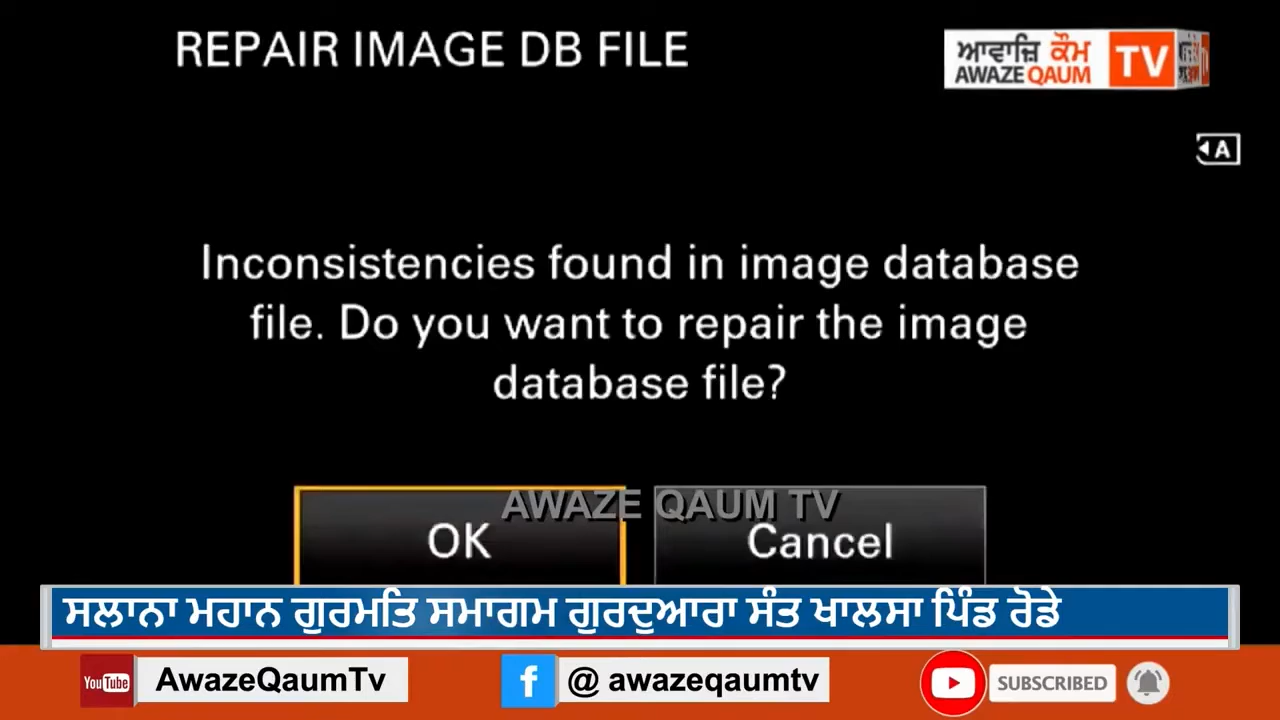 REPAIR IMAGE DB FILE
ਆਵਾਜ਼ਿ ਕੌਮ
AWAZE QAUM
TV
A
Inconsistencies found in image database
file. Do you want to repair the image
database file?
AWAZE QAUM TV
OK
Cancel
ਸਲਾਨਾ ਮਹਾਨ ਗੁਰਮਤਿ ਸਮਾਗਮ ਗੁਰਦੁਆਰਾ ਸੰਤ ਖਾਲਸਾ ਪਿੰਡ ਰੋਡੇ
YouTube AwazeQaumTv
f @ awazeqaumtv
SUBSCRIBED